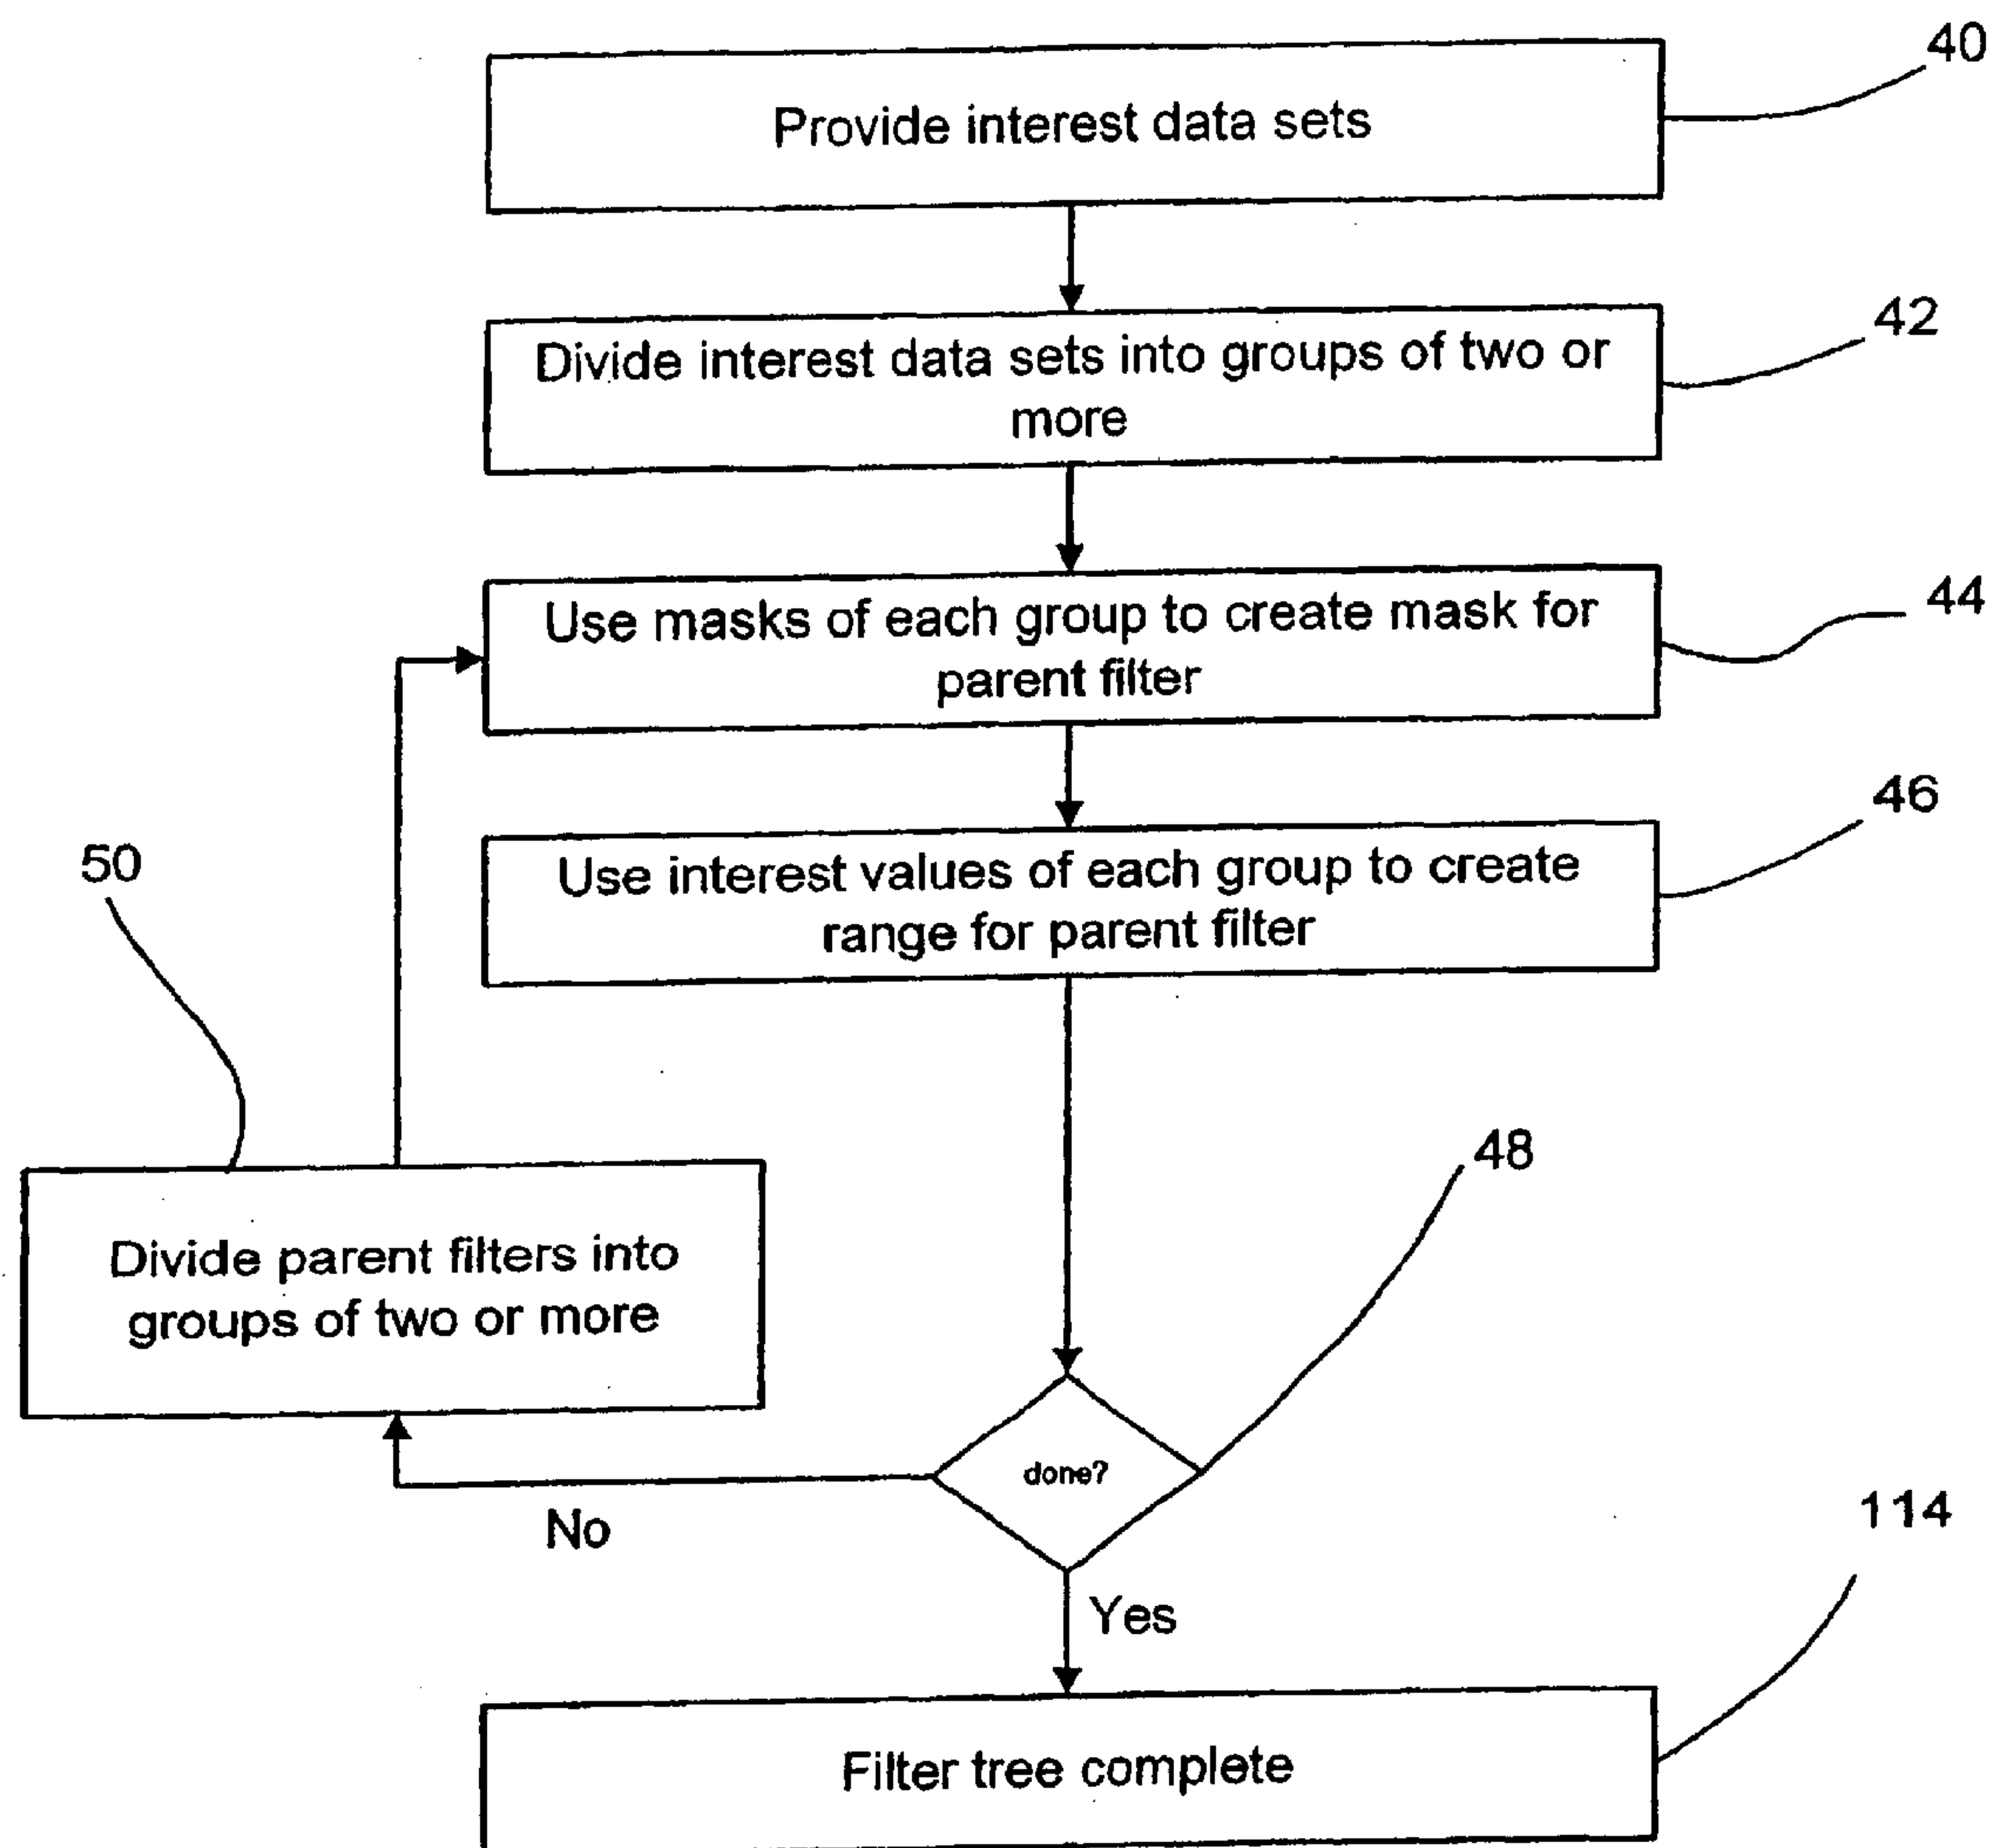 40
Provide interest data sets
42
Divide interest data sets into groups of two or
more
44
Use masks of each group to create mask for
parent filter
46
Use interest values of each group to create
range for parent filter
50
48
Divide parent filters into
groups of two or more
done?
No
114
Yes
Filter tree complete